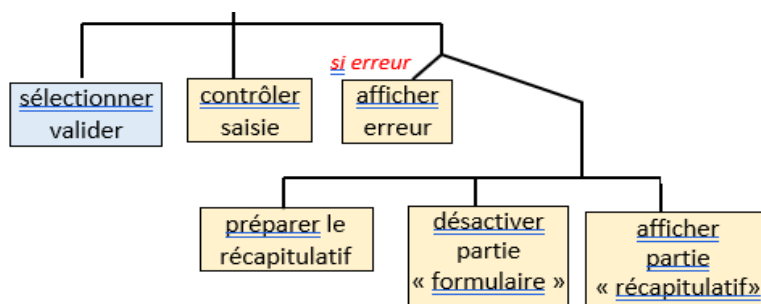 si erreur
sélectionner
valider
contrôler
saisie
afficher
erreur
préparer le
récapitulatif
désactiver
partie
« formulaire »
afficher
partie
« récapitulatif»